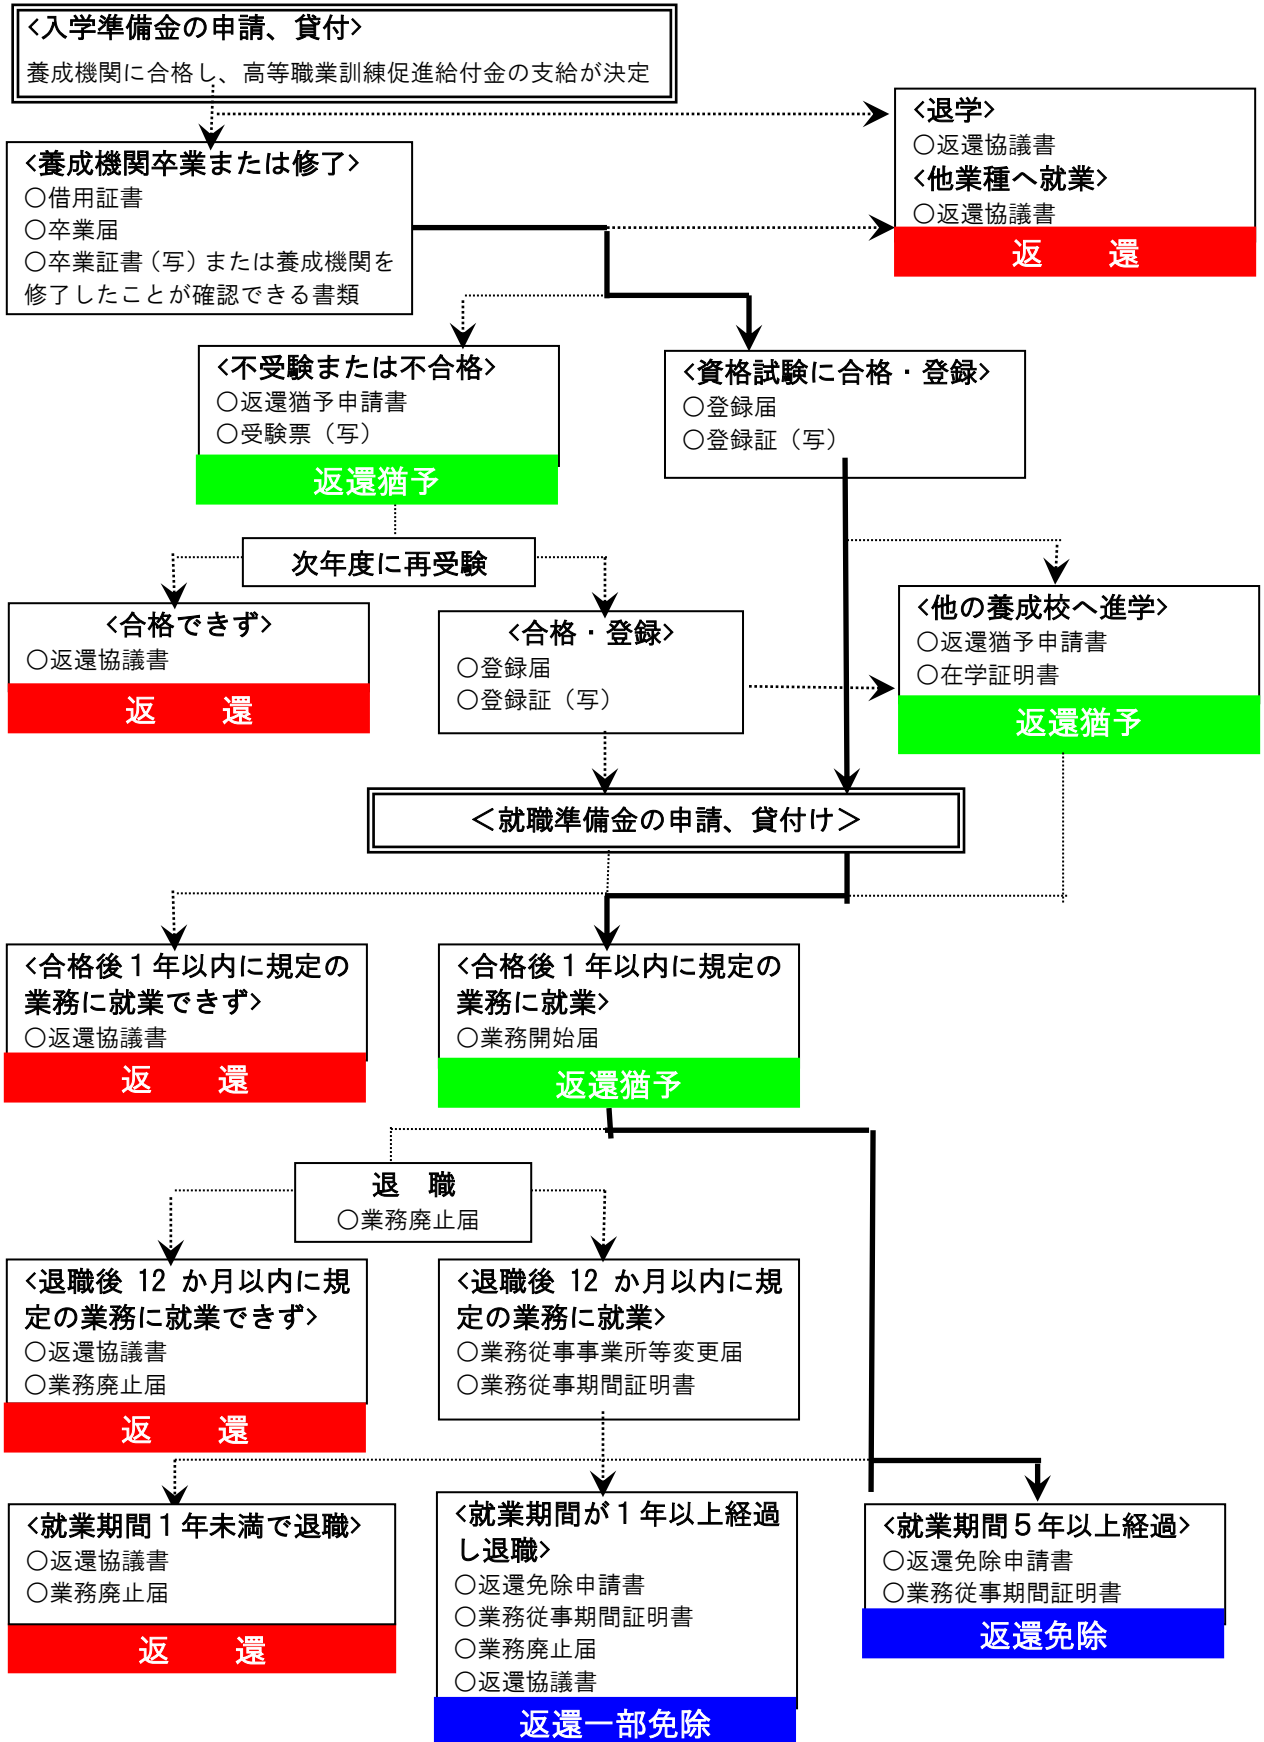 <入学準備金の申請、貸付>
養成機関に合格し、高等職業訓練促進給付金の支給が決定
<退学>
○返還協議書
<他業種へ就業>
○返還協議書
返　還
<養成機関卒業または修了>
○借用証書
○卒業届
○卒業証書（写）または養成機関を
修了したことが確認できる書類
<不受験または不合格>
○返還猶予申請書
○受験票（写）
返還猶予
<資格試験に合格・登録>
○登録届
○登録証（写）
次年度に再受験
<合格できず>
○返還協議書
返　還
<合格・登録>
○登録届
○登録証（写）
<他の養成校へ進学>
○返還猶予申請書
○在学証明書
返還猶予
＜就職準備金の申請、貸付け＞
<合格後１年以内に規定の
業務に就業できず>
○返還協議書
返　還
<合格後１年以内に規定の
業務に就業>
○業務開始届
返還猶予
退　職
○業務廃止届
<退職後 12 か月以内に規
定の業務に就業できず>
○返還協議書
○業務廃止届
返　還
<退職後 12 か月以内に規
定の業務に就業>
○業務従事事業所等変更届
○業務従事期間証明書
<就業期間１年未満で退職>
○返還協議書
○業務廃止届
返　還
<就業期間が１年以上経過
し退職>
○返還免除申請書
○業務従事期間証明書
○業務廃止届
○返還協議書
返還一部免除
<就業期間５年以上経過>
○返還免除申請書
○業務従事期間証明書
返還免除